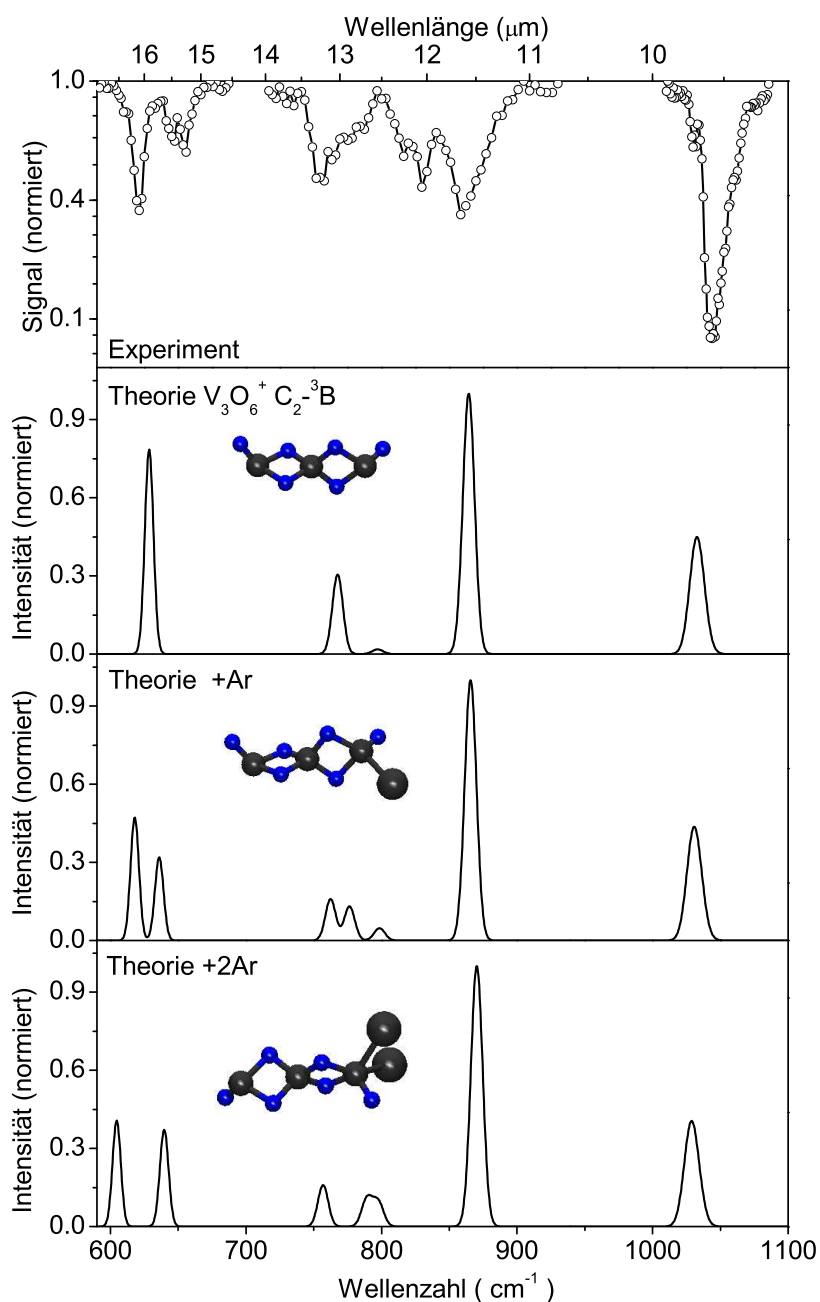 Wellenlänge (μm)
16 15 14 13 12 11 10
Signal (normiert)
1.0
0.4
0.1
Experiment
Intensität (normiert)
0.9
0.6
0.3
0.0
Theorie V₃O₆⁺ C₂-³B
Intensität (normiert)
0.9
0.6
0.3
0.0
Theorie +Ar
Intensität (normiert)
0.9
0.6
0.3
0.0
Theorie +2Ar
600 700 800 900 1000 1100
Wellenzahl ( cm⁻¹ )